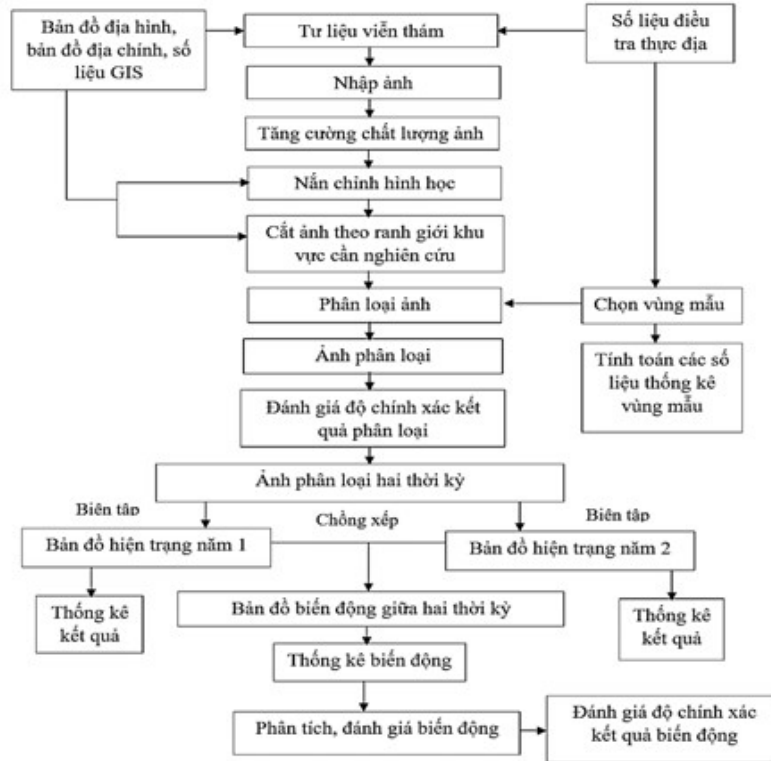 Bản đồ địa hình,
bản đồ địa chính, số
liệu GIS
Tư liệu viễn thám
Số liệu điều
tra thực địa
Nhập ảnh
Tăng cường chất lượng ảnh
Nắn chỉnh hình học
Cắt ảnh theo ranh giới khu
vực cần nghiên cứu
Phân loại ảnh
Chọn vùng mẫu
Ảnh phân loại
Tính toán các số
liệu thống kê
vùng mẫu
Đánh giá độ chính xác kết
quả phân loại
Ảnh phân loại hai thời kỳ
Biên tâp
Chồng xếp
Biên tâp
Bản đồ hiện trạng năm 1
Bản đồ hiện trạng năm 2
Thống kê
kết quả
Bản đồ biến động giữa hai thời kỳ
Thống kê
kết quả
Thống kê biến động
Phân tích, đánh giá biến động
Đánh giá độ chính xác
kết quả biến động